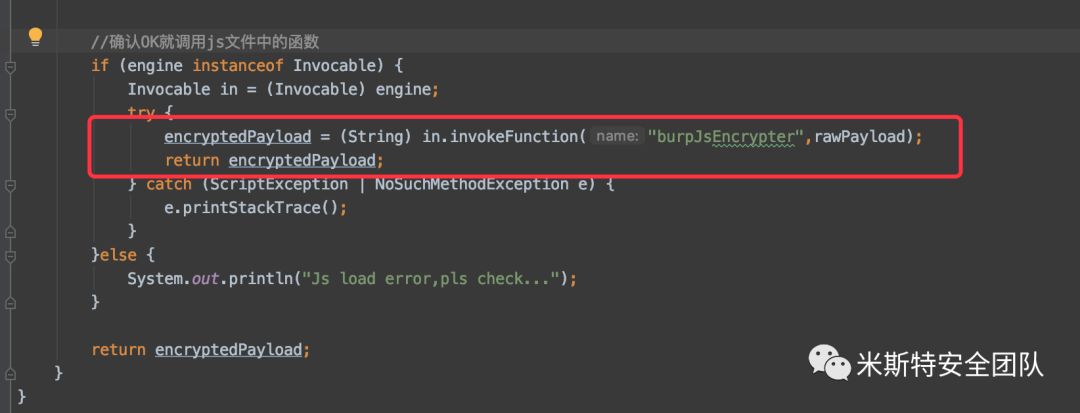 //确认OK就调用js文件中的函数
if (engine instanceof Invocable) {
Invocable in = (Invocable) engine;
try {
encryptedPayload = (String) in.invokeFunction( name: "burpJsEncrypter",rawPayload);
return encryptedPayload;
} catch (ScriptException | NoSuchMethodException e) {
e.printStackTrace();
}
}else {
System.out.println("Js load error,pls check...");
}
return encryptedPayload;
}
}
米斯特安全团队